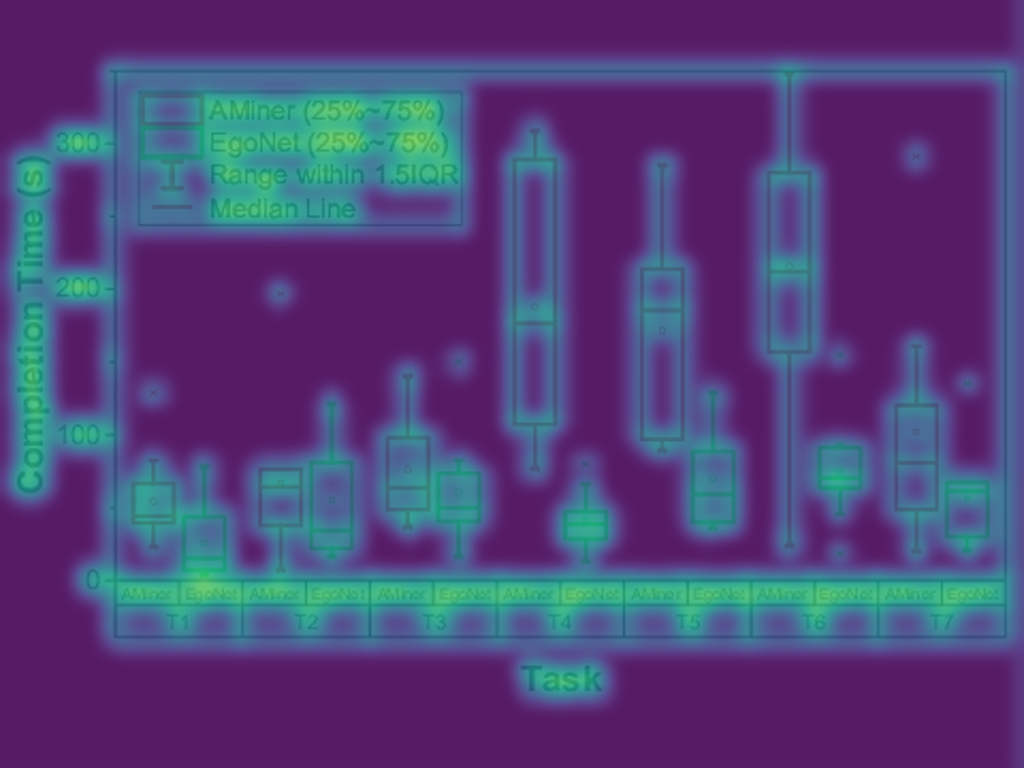 AMiner (25%~75%)
EgoNet (25%~75%)
Range within 1.5IQR
Median Line
Completion Time (s)
300
200
100
0
AMiner EgoNet AMiner EgoNet AMiner EgoNet AMiner EgoNet AMiner EgoNet AMiner EgoNet AMiner EgoNet
T1 T2 T3 T4 T5 T6 T7
Task